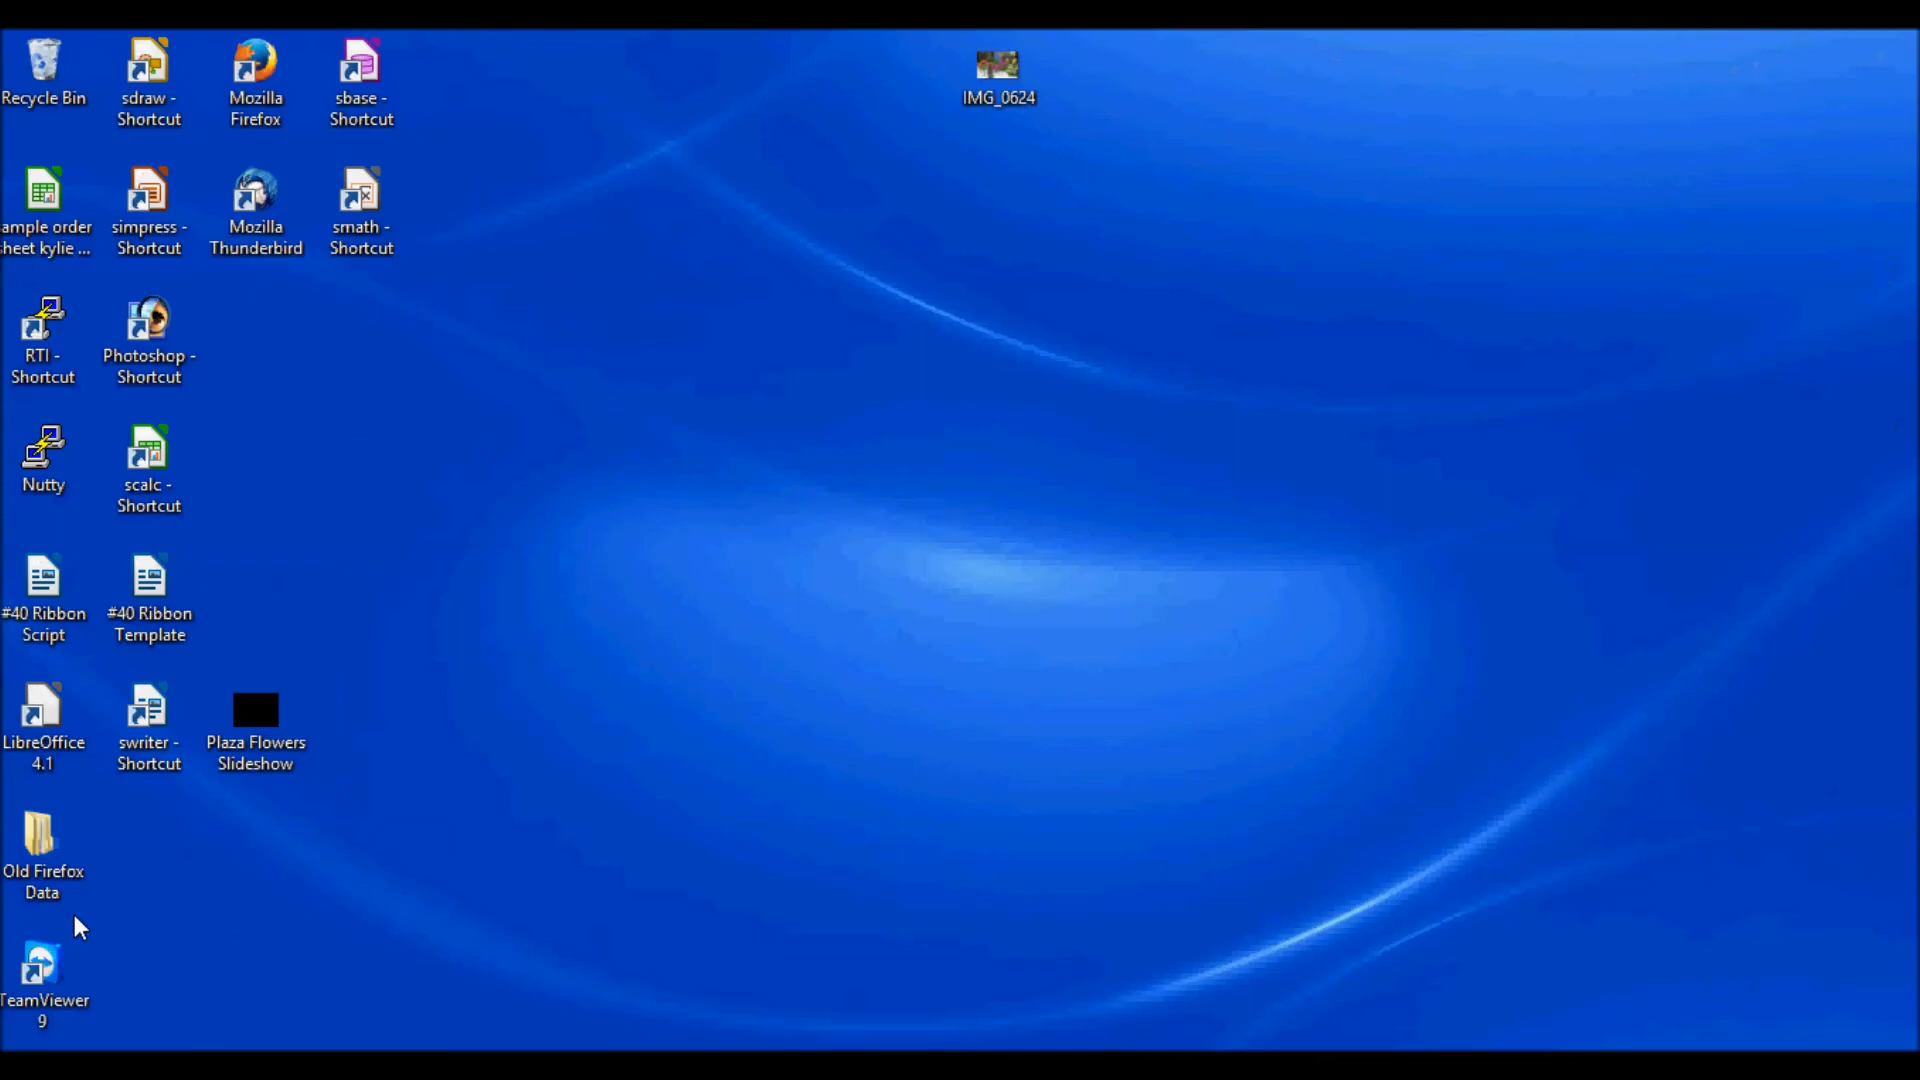 Recycle Bin
sdraw -
Shortcut
Mozilla
Firefox
sbase -
Shortcut
IMG_0624
ample order
heet kylie ...
simpress -
Shortcut
Mozilla
Thunderbird
smath -
Shortcut
RTI -
Shortcut
Photoshop -
Shortcut
Nutty
scalc -
Shortcut
#40 Ribbon
Script
#40 Ribbon
Template
LibreOffice
4.1
swriter -
Shortcut
Plaza Flowers
Slideshow
Old Firefox
Data
TeamViewer
9